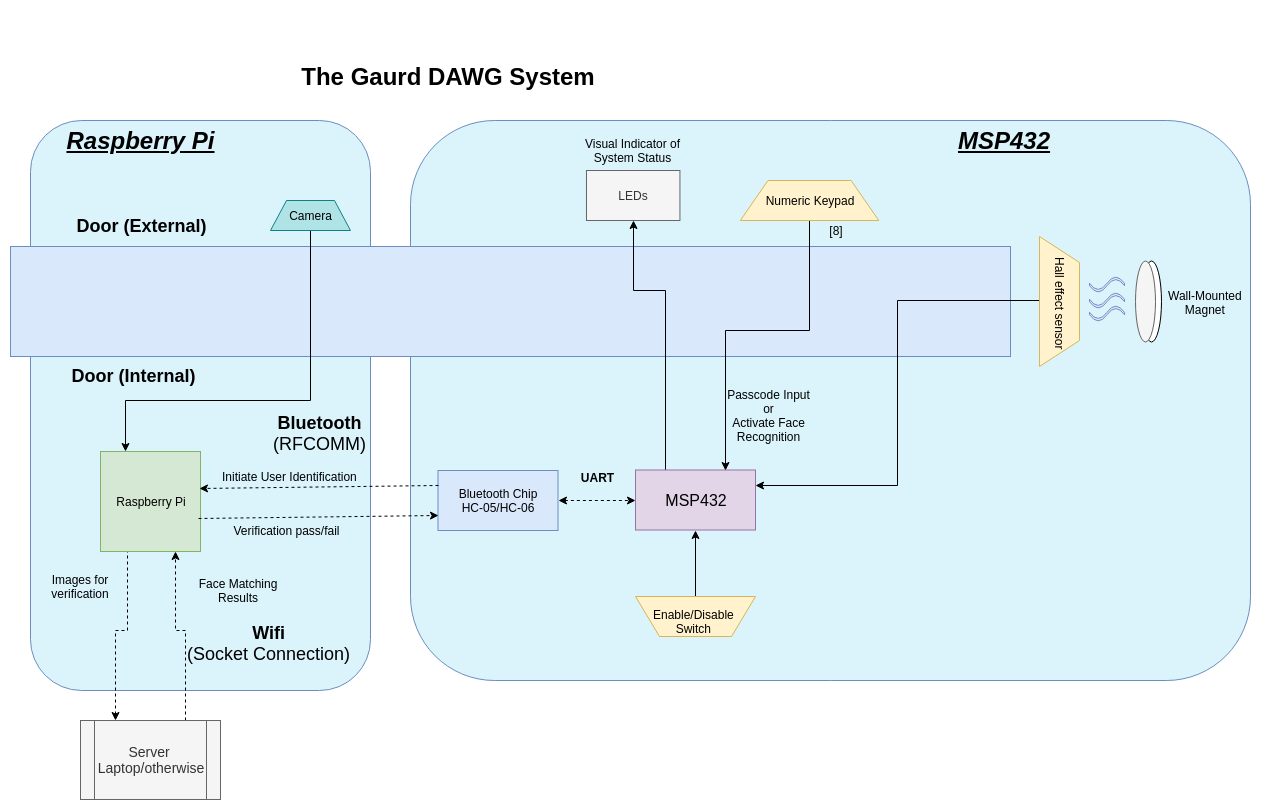 The Gaurd DAWG System
Raspberry Pi
MSP432
Visual Indicator of
System Status
LEDs
Numeric Keypad
[8]
Camera
Door (External)
Hall effect sensor
Wall-Mounted
Magnet
Door (Internal)
Passcode Input
or
Activate Face
Recognition
Bluetooth
(RFCOMM)
Initiate User Identification
Raspberry Pi
Verification pass/fail
Bluetooth Chip
HC-05/HC-06
UART
MSP432
Images for
verification
Face Matching
Results
Enable/Disable
Switch
Wifi
(Socket Connection)
Server
Laptop/otherwise